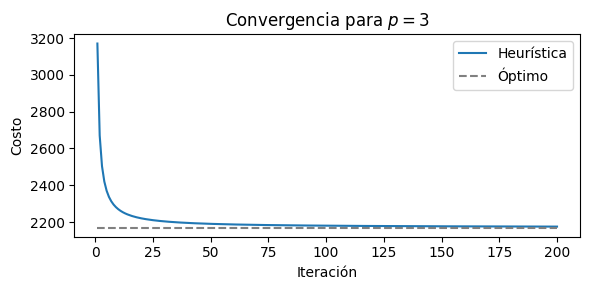 Convergencia para p = 3
Costo
3200
3000
2800
2600
2400
2200
Heurística
Óptimo
0 25 50 75 100 125 150 175 200
Iteración